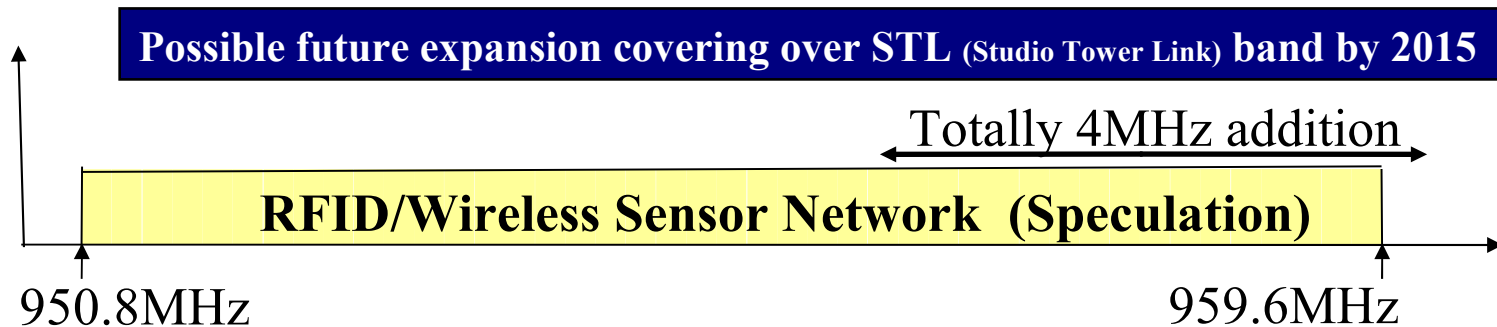 Possible future expansion covering over STL (Studio Tower Link) band by 2015
Totally 4MHz addition
RFID/Wireless Sensor Network (Speculation)
950.8MHz
959.6MHz